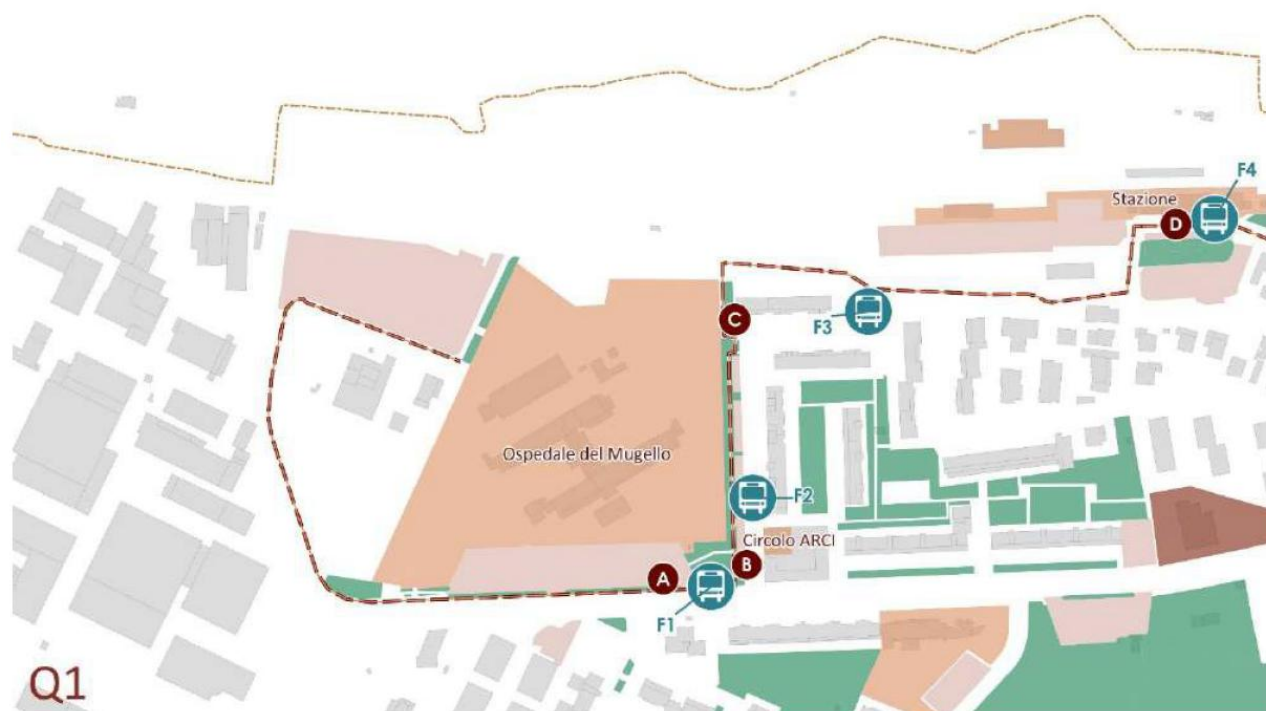 F4
Stazione
D
C
F3
Ospedale del Mugello
F2
Circolo ARCI
A
B
F1
Q1